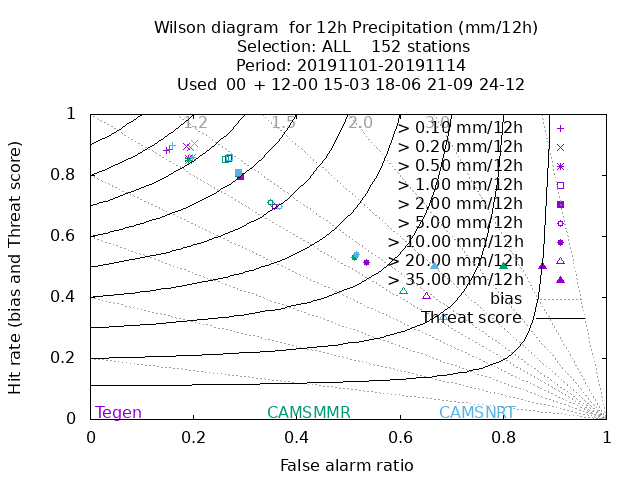 Wilson diagram  for 12h Precipitation (mm/12h)
Selection: ALL    152 stations
Period: 20191101-20191114
Used  00 + 12-00 15-03 18-06 21-09 24-12
Hit rate (bias and Threat score)
1
0.8
0.6
0.4
0.2
0
1.2
1.5
2.0
3.0
> 0.10 mm/12h
> 0.20 mm/12h
> 0.50 mm/12h
> 1.00 mm/12h
> 2.00 mm/12h
> 5.00 mm/12h
> 10.00 mm/12h
> 20.00 mm/12h
> 35.00 mm/12h
bias
Threat score
Tegen
CAMSMMR
CAMSNRT
0
0.2
0.4
0.6
0.8
1
False alarm ratio